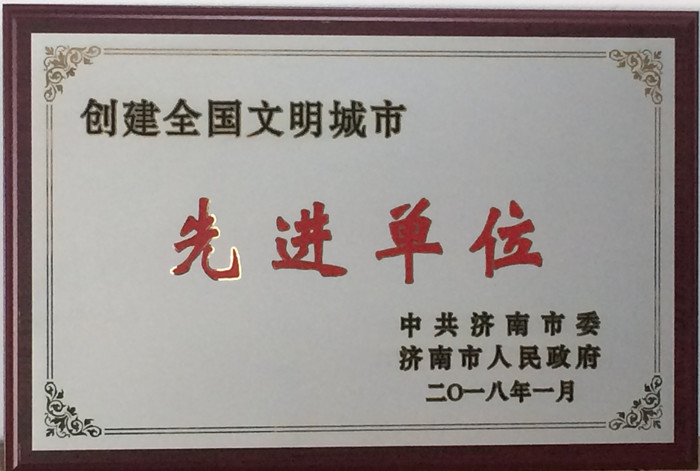 创建全国文明城市
先进单位
中共济南市委
济南市人民政府
二〇一八年一月